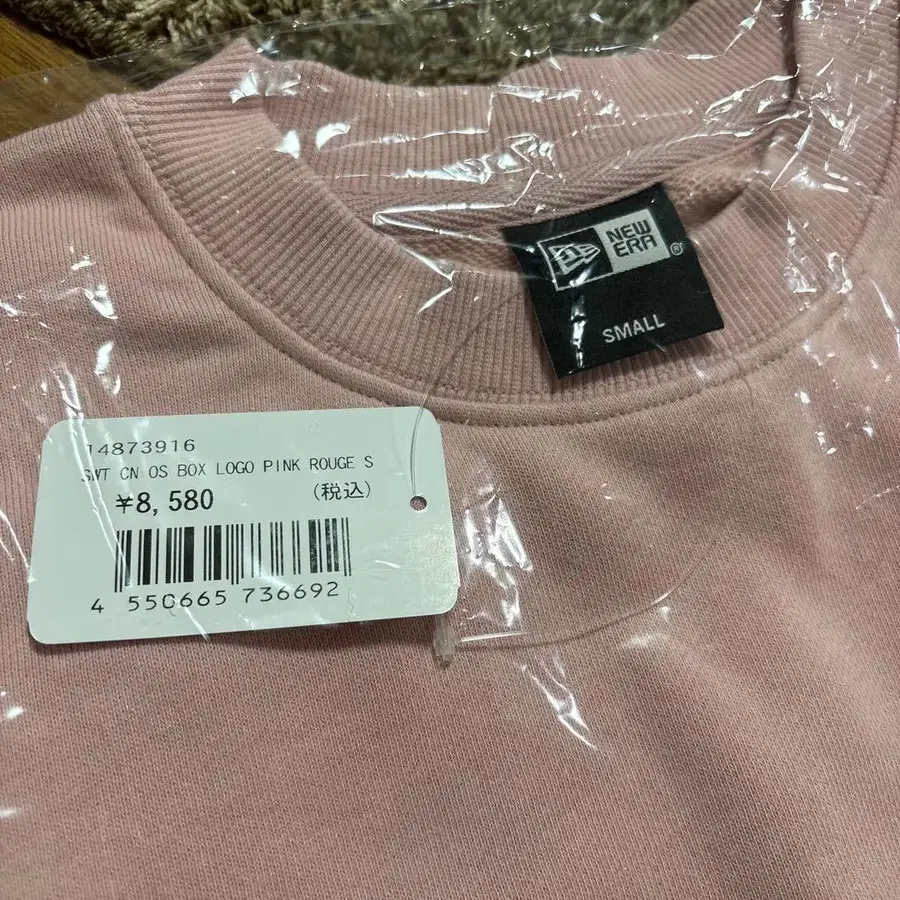 NEW
ERA
®
SMALL
14873916
SWT CN OS BOX LOGO PINK ROUGE S
¥8,580 (税込)
4 550665 736692